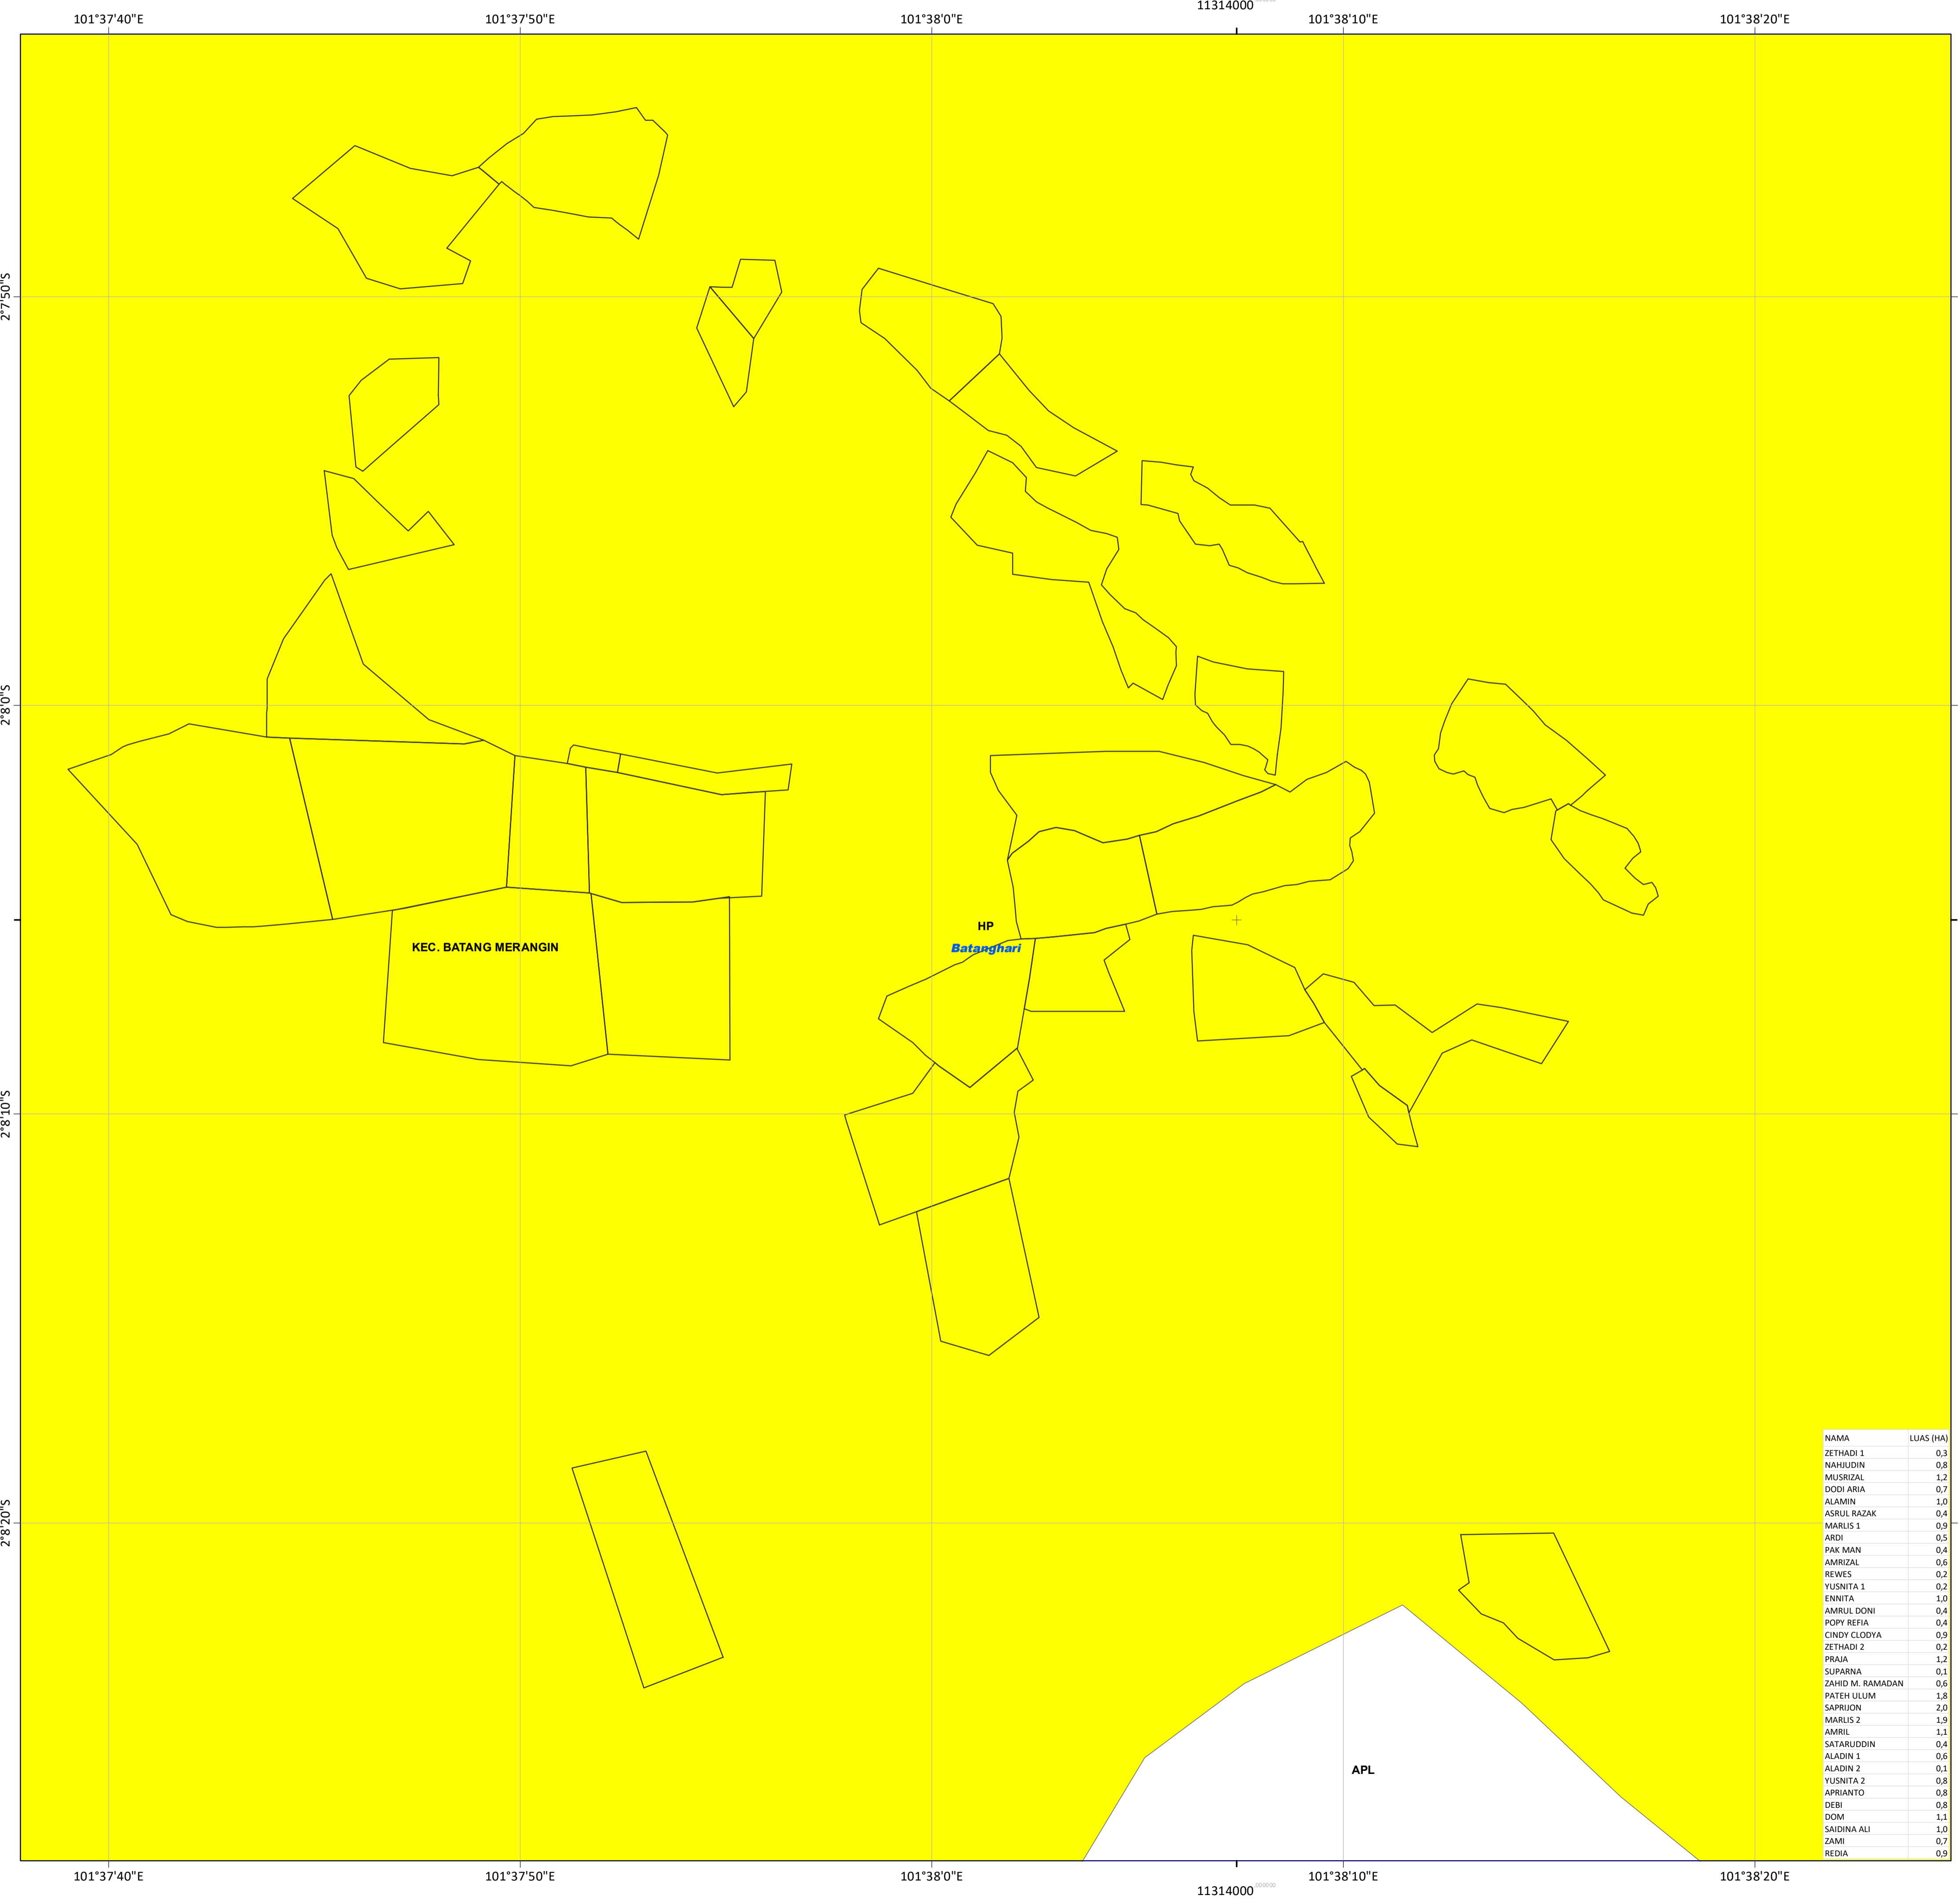 11314000.000000
101°37'40"E 101°37'50"E 101°38'0"E 101°38'10"E 101°38'20"E
2°7'50"S
2°8'0"S
HP
KEC. BATANG MERANGIN
Batanghari
2°8'10"S
2°8'20"S
APL
NAMA LUAS (HA)
ZETHADI 1 0,3
NAHJUDIN 0,8
MUSRIZAL 1,2
DODI ARIA 0,7
ALAMIN 1,0
ASRUL RAZAK 0,4
MARLIS 1 0,9
ARDI 0,5
PAK MAN 0,4
AMRIZAL 0,6
REWES 0,2
YUSNITA 1 0,2
ENNITA 1,0
AMRUL DONI 0,4
POPY REFIA 0,4
CINDY CLODYA 0,9
ZETHADI 2 0,2
PRAJA 1,2
SUPARNA 0,1
ZAHID M. RAMADAN 0,6
PATEH ULUM 1,8
SAPRIJON 2,0
MARLIS 2 1,9
AMRIL 1,1
SATARUDDIN 0,4
ALADIN 1 0,6
ALADIN 2 0,1
YUSNITA 2 0,8
APRIANTO 0,8
DEBI 0,8
DOM 1,1
SAIDINA ALI 1,0
ZAMI 0,7
REDIA 0,9
101°37'40"E 101°37'50"E 101°38'0"E 101°38'10"E 101°38'20"E
11314000.000000